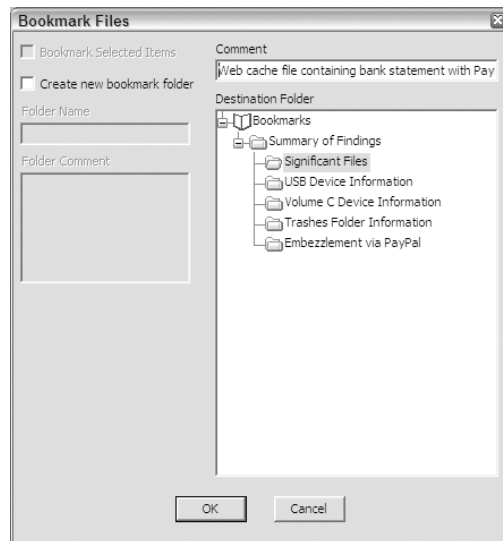 Bookmark Files
Bookmark Selected Items
Create new bookmark folder
Folder Name
Folder Comment
Comment
Web cache file containing bank statement with Pay
Destination Folder
Bookmarks
Summary of Findings
Significant Files
USB Device Information
Volume C Device Information
Trashes Folder Information
Embezzlement via PayPal
OK
Cancel